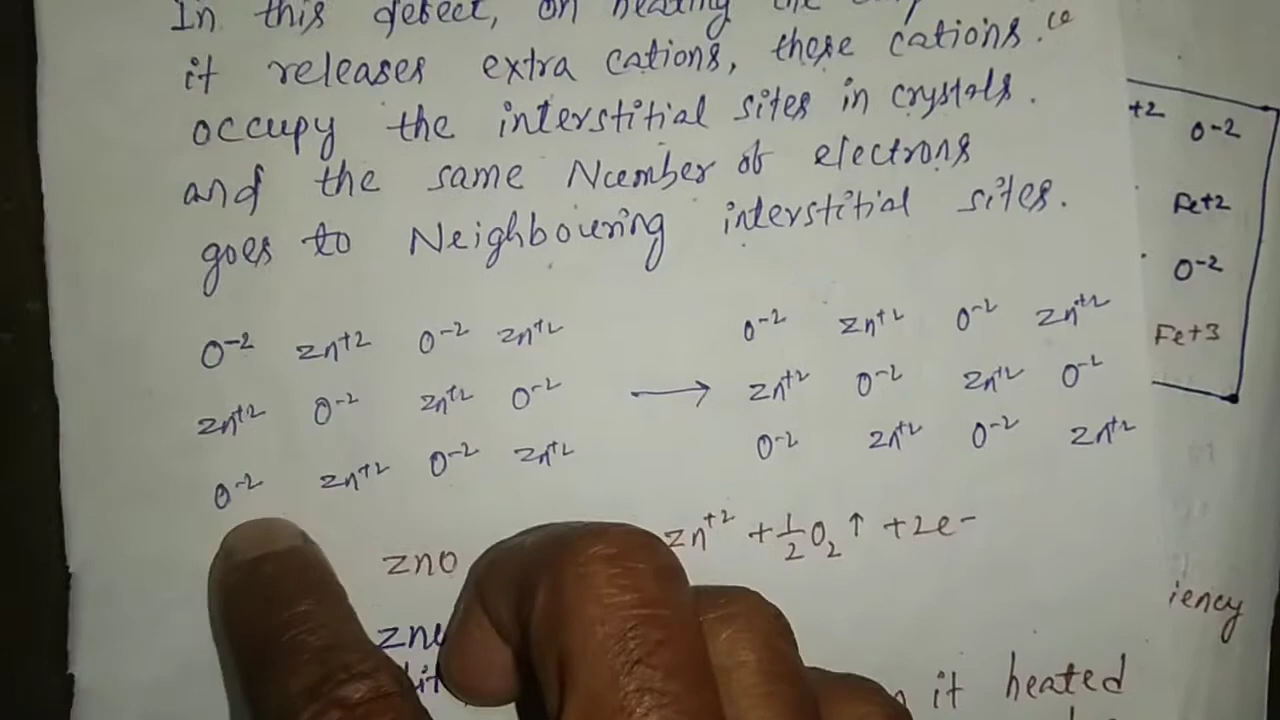 In this defect, on heating the
it releases extra cations, these cations.
occupy the interstitial sites in crystals.
and the same Number of electrons
goes to Neighbouring interstitial sites.
O-2 Zn+2 O-2 Zn+2
Zn+2 O-2 Zn+2 O-2
O-2 Zn+2 O-2 Zn+2
→
O-2 Zn+2 O-2 Zn+2
Zn+2 O-2 Zn+2 O-2
O-2 Zn+2 O-2 Zn+2
ZnO Zn+2 + 1/2 O2 ↑ + 2e-
it heated
+2 O-2
Fe+2
O-2
Fe+3
iency